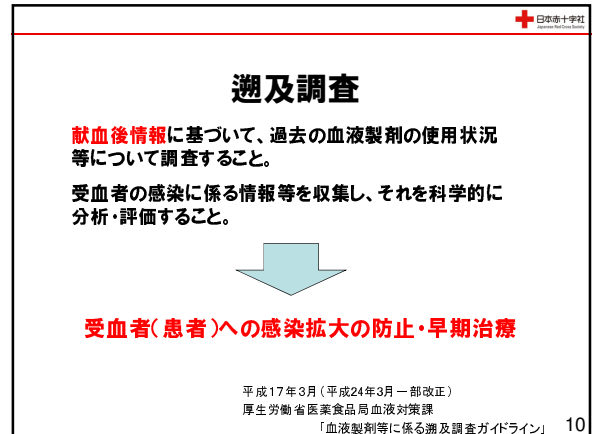 日本赤十字社
Japanese Red Cross Society
遡及調査
献血後情報に基づいて、過去の血液製剤の使用状況
等について調査すること。
受血者の感染に係る情報等を収集し、それを科学的に
分析・評価すること。
受血者(患者)への感染拡大の防止・早期治療
平成17年3月(平成24年3月一部改正)
厚生労働省医薬食品局血液対策課
「血液製剤等に係る遡及調査ガイドライン」
10